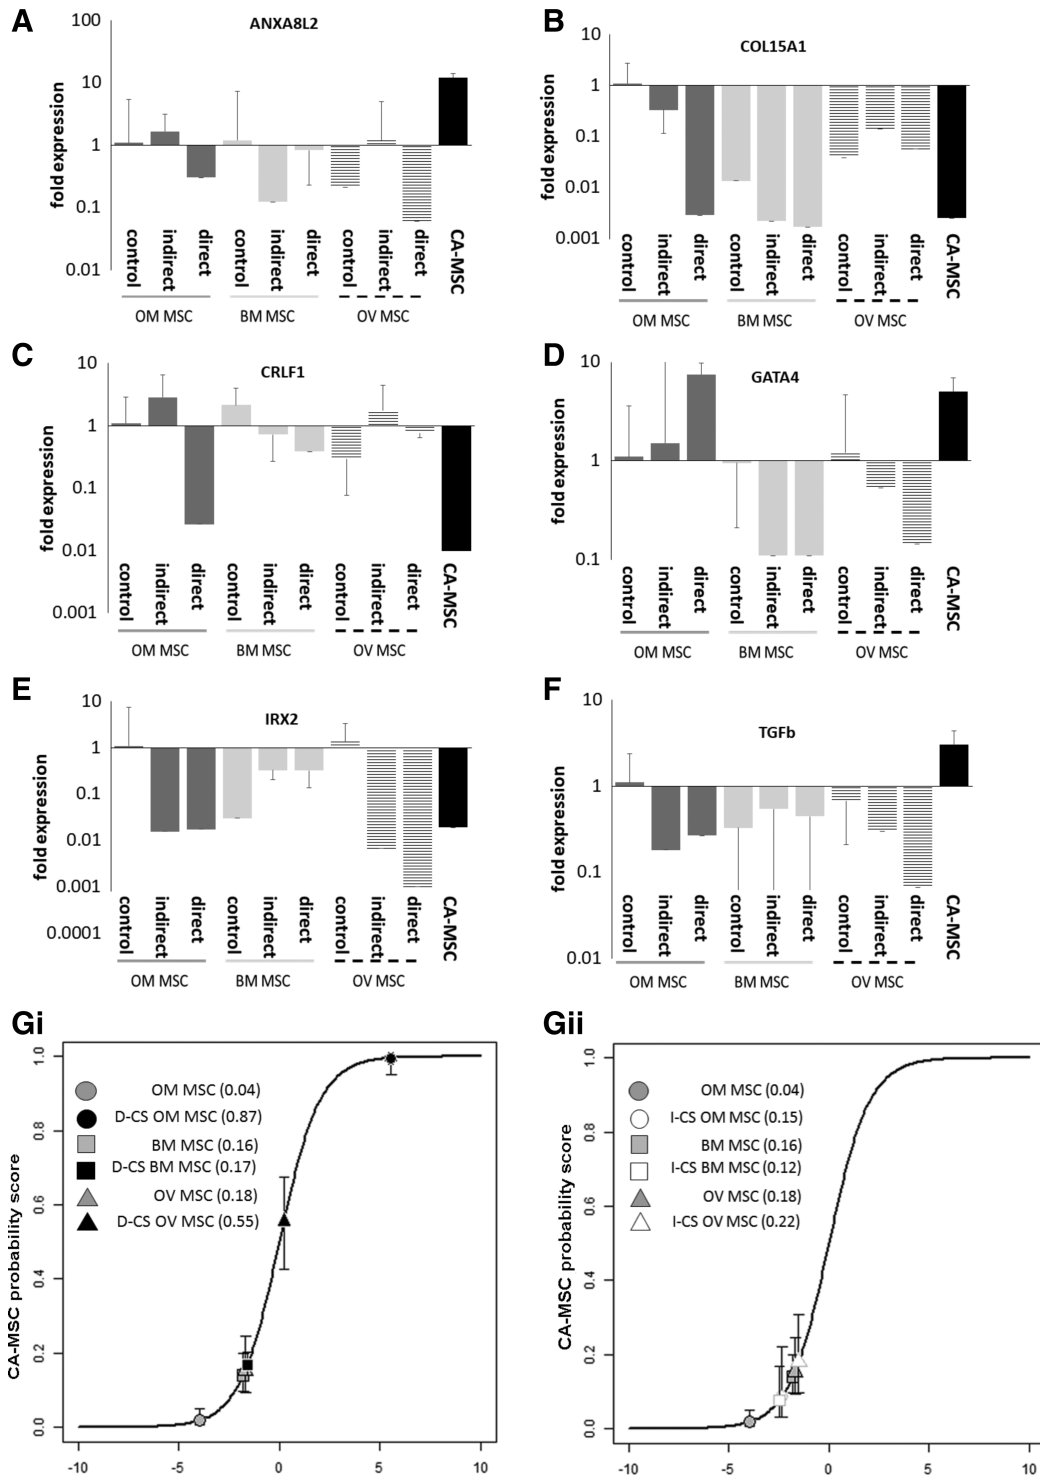 A
ANXA8L2
100
10
1
0.1
0.01
fold expression
control
indirect
direct
control
indirect
direct
control
indirect
direct
CA-MSC
OM MSC
BM MSC
OV MSC
B
COL15A1
10
1
0.1
0.01
0.001
fold expression
control
indirect
direct
control
indirect
direct
control
indirect
direct
CA-MSC
OM MSC
BM MSC
OV MSC
C
CRLF1
10
1
0.1
0.01
0.001
fold expression
control
indirect
direct
control
indirect
direct
control
indirect
direct
CA-MSC
OM MSC
BM MSC
OV MSC
D
GATA4
10
1
0.1
fold expression
control
indirect
direct
control
indirect
direct
control
indirect
direct
CA-MSC
OM MSC
BM MSC
OV MSC
E
IRX2
10
1
0.1
0.01
0.001
0.0001
fold expression
control
indirect
direct
control
indirect
direct
control
indirect
direct
CA-MSC
OM MSC
BM MSC
OV MSC
F
TGFb
10
1
0.1
0.01
fold expression
control
indirect
direct
control
indirect
direct
control
indirect
direct
CA-MSC
OM MSC
BM MSC
OV MSC
Gi
CA-MSC probability score
1.0
0.8
0.6
0.4
0.2
0.0
OM MSC (0.04)
D-CS OM MSC (0.87)
BM MSC (0.16)
D-CS BM MSC (0.17)
OV MSC (0.18)
D-CS OV MSC (0.55)
-10
-5
0
5
10
Gii
CA-MSC probability score
1.0
0.8
0.6
0.4
0.2
0.0
OM MSC (0.04)
I-CS OM MSC (0.15)
BM MSC (0.16)
I-CS BM MSC (0.12)
OV MSC (0.18)
I-CS OV MSC (0.22)
-10
-5
0
5
10